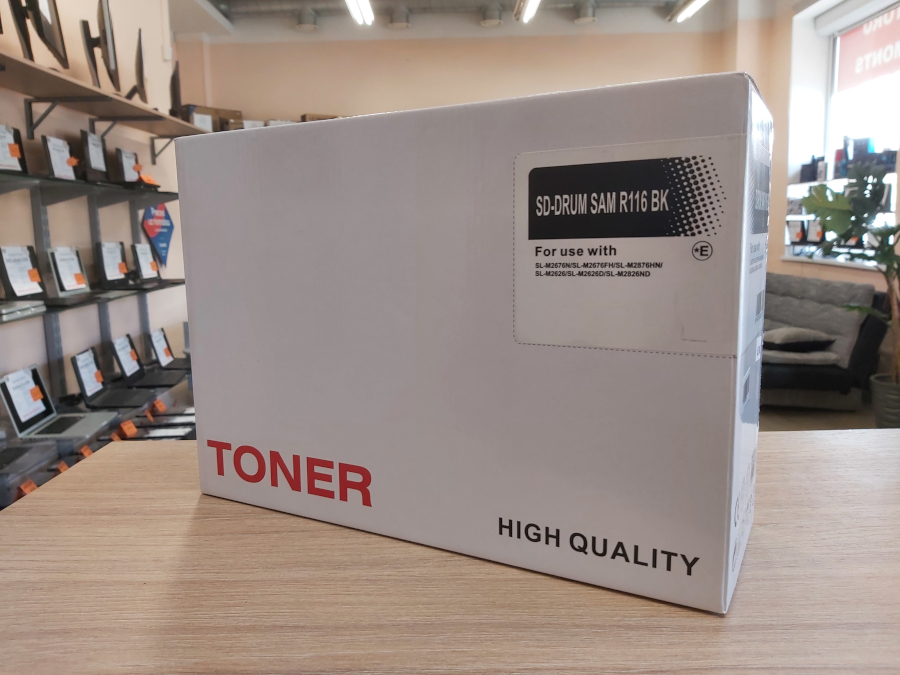 SD-DRUM SAM R116 BK
For use with
*E
SL-M2676N/SL-M2676FH/SL-M2876HN/
SL-M2626/SL-M2626D/SL-M2826ND
TONER
HIGH QUALITY